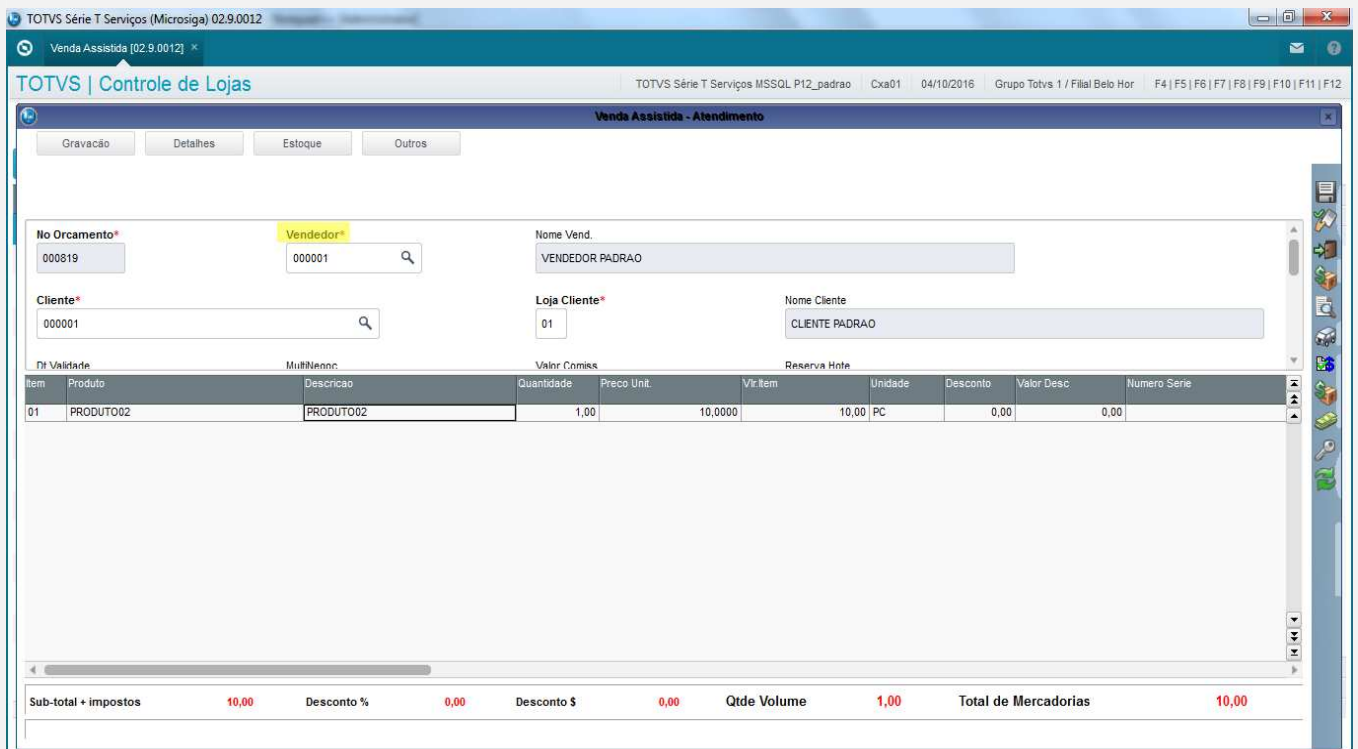 TOTVS Série T Serviços (Microsiga) 02.9.0012
Venda Assistida [02.9.0012] ×
TOTVS | Controle de Lojas TOTVS Série T Serviços MSSQL P12_padrao Cxa01 04/10/2016 Grupo Totvs 1 / Filial Belo Hor F4 | F5 | F6 | F7 | F8 | F9 | F10 | F11 | F12
Venda Assistida - Atendimento
Gravacão Detalhes Estoque Outros
No Orcamento* Vendedor* Nome Vend.
000819 000001 VENDEDOR PADRAO
Cliente* Loja Cliente* Nome Cliente
000001 01 CLIENTE PADRAO
Dt Validade MultiNegoc Valor Comiss Reserva Hote
Item Produto Descricao Quantidade Preco Unit. Vlr.Item Unidade Desconto Valor Desc Numero Serie
01 PRODUTO02 PRODUTO02 1,00 10,0000 10,00 PC 0,00 0,00
Sub-total + impostos 10,00 Desconto % 0,00 Desconto $ 0,00 Qtde Volume 1,00 Total de Mercadorias 10,00